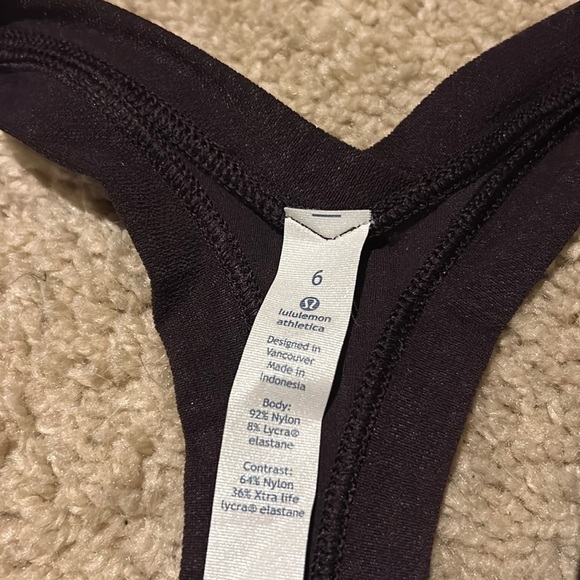 6
lululemon
athletica
Designed in
Vancouver
Made in
Indonesia
Body:
92% Nylon
8% Lycra®
elastane
Contrast:
64% Nylon
36% Xtra life
lycra® elastane